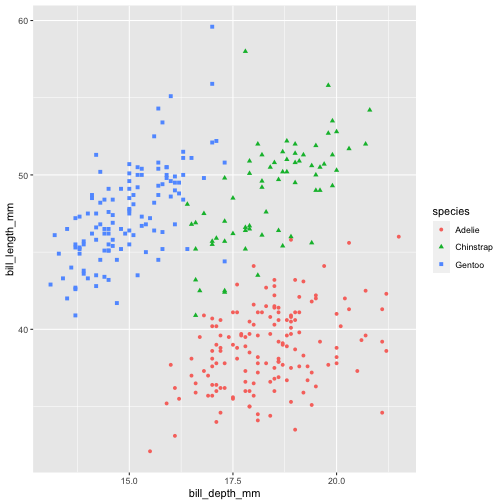 60
50
40
bill_length_mm
15.0
17.5
20.0
bill_depth_mm
species
Adelie
Chinstrap
Gentoo